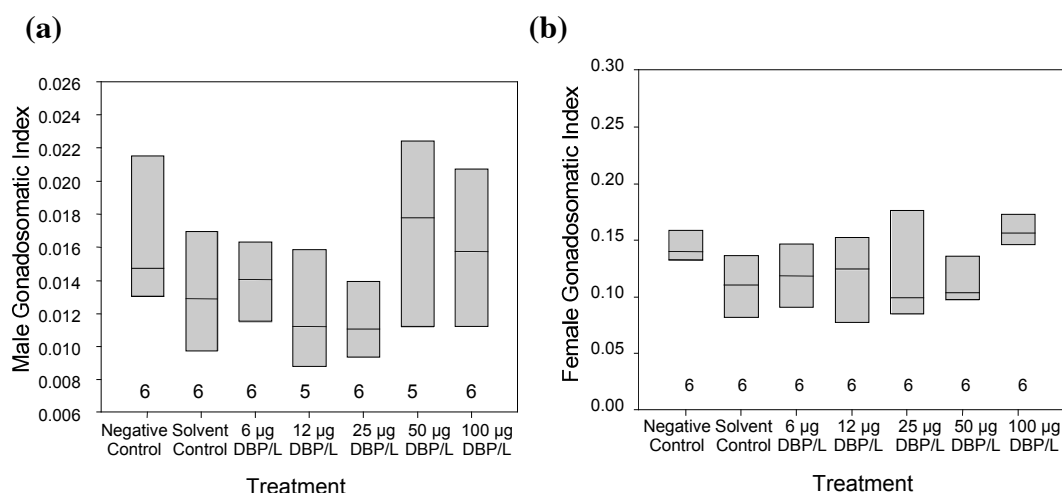 (a)
Male Gonadosomatic Index
0.026
0.024
0.022
0.020
0.018
0.016
0.014
0.012
0.010
0.008
0.006
6 6 6 5 6 5 6
Negative Solvent 6 µg 12 µg 25 µg 50 µg 100 µg
Control Control DBP/L DBP/L DBP/L DBP/L DBP/L
Treatment
(b)
Female Gonadosomatic Index
0.30
0.25
0.20
0.15
0.10
0.05
0.00
6 6 6 6 6 6 6
Negative Solvent 6 µg 12 µg 25 µg 50 µg 100 µg
Control Control DBP/L DBP/L DBP/L DBP/L DBP/L
Treatment